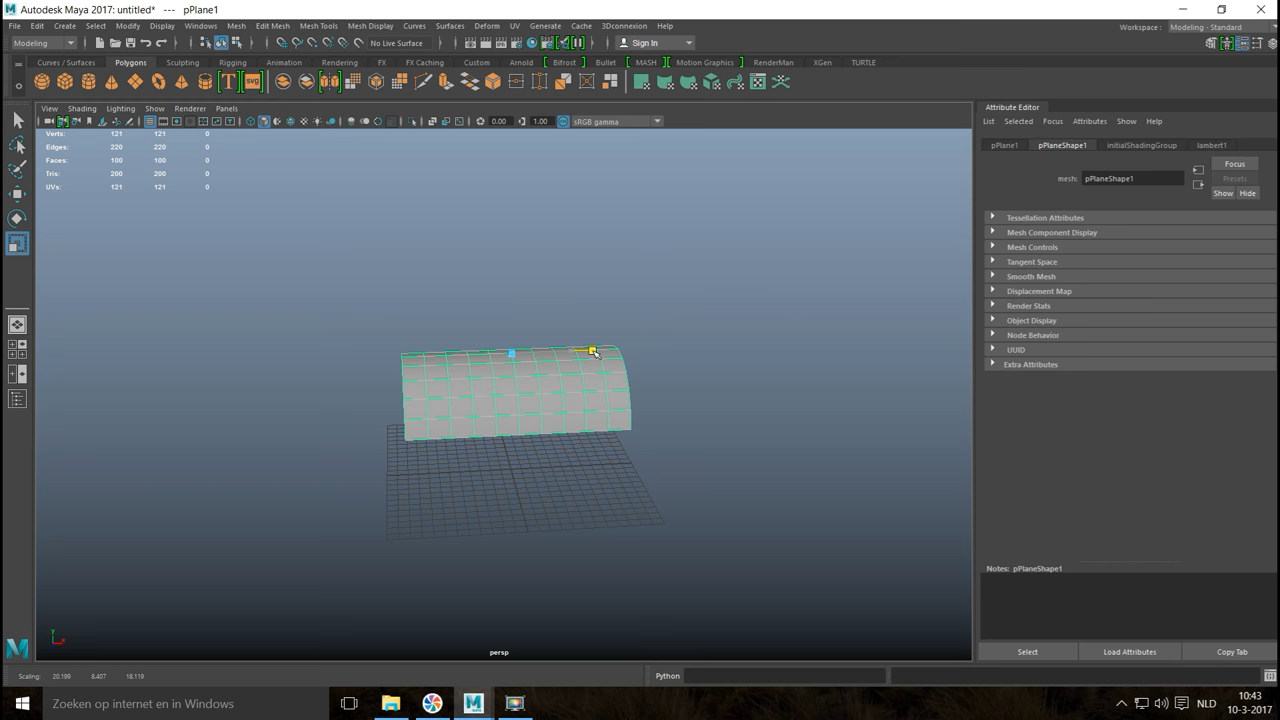 Autodesk Maya 2017: untitled* --- pPlane1
File Edit Create Select Modify Display Windows Mesh Edit Mesh Mesh Tools Mesh Display Curves Surfaces Deform UV Generate Cache 3Dconnexion Help
Workspace : Modeling - Standard
Modeling No Live Surface Sign In
Curves / Surfaces Polygons Sculpting Rigging Animation Rendering FX FX Caching Custom Arnold Bifrost Bullet MASH Motion Graphics RenderMan XGen TURTLE
T SVG
View Shading Lighting Show Renderer Panels
0.00 1.00 sRGB gamma
Verts: 121 121 0
Edges: 220 220 0
Faces: 100 100 0
Tris: 200 200 0
UVs: 121 121 0
persp
y
x
Attribute Editor
List Selected Focus Attributes Show Help
pPlane1 pPlaneShape1 initialShadingGroup lambert1
Focus
mesh: pPlaneShape1 Presets
Show Hide
Tessellation Attributes
Mesh Component Display
Mesh Controls
Tangent Space
Smooth Mesh
Displacement Map
Render Stats
Object Display
Node Behavior
UUID
Extra Attributes
Notes: pPlaneShape1
Select Load Attributes Copy Tab
Scaling: 20.199 8.407 18.119 Python
Zoeken op internet en in Windows
NLD
10:43
10-3-2017